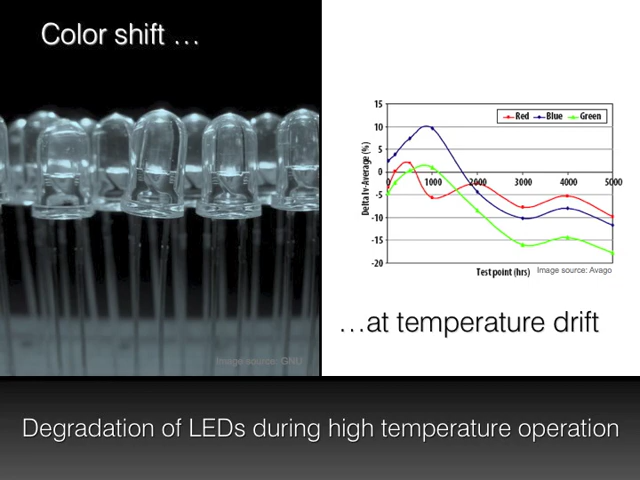 Color shift …
15
10
5
0
-5
-10
-15
-20
Delta Iv-Average (%)
Red Blue Green
0 1000 2000 3000 4000 5000
Test point (hrs)
Image source: Avago
…at temperature drift
Image source: GNU
Degradation of LEDs during high temperature operation